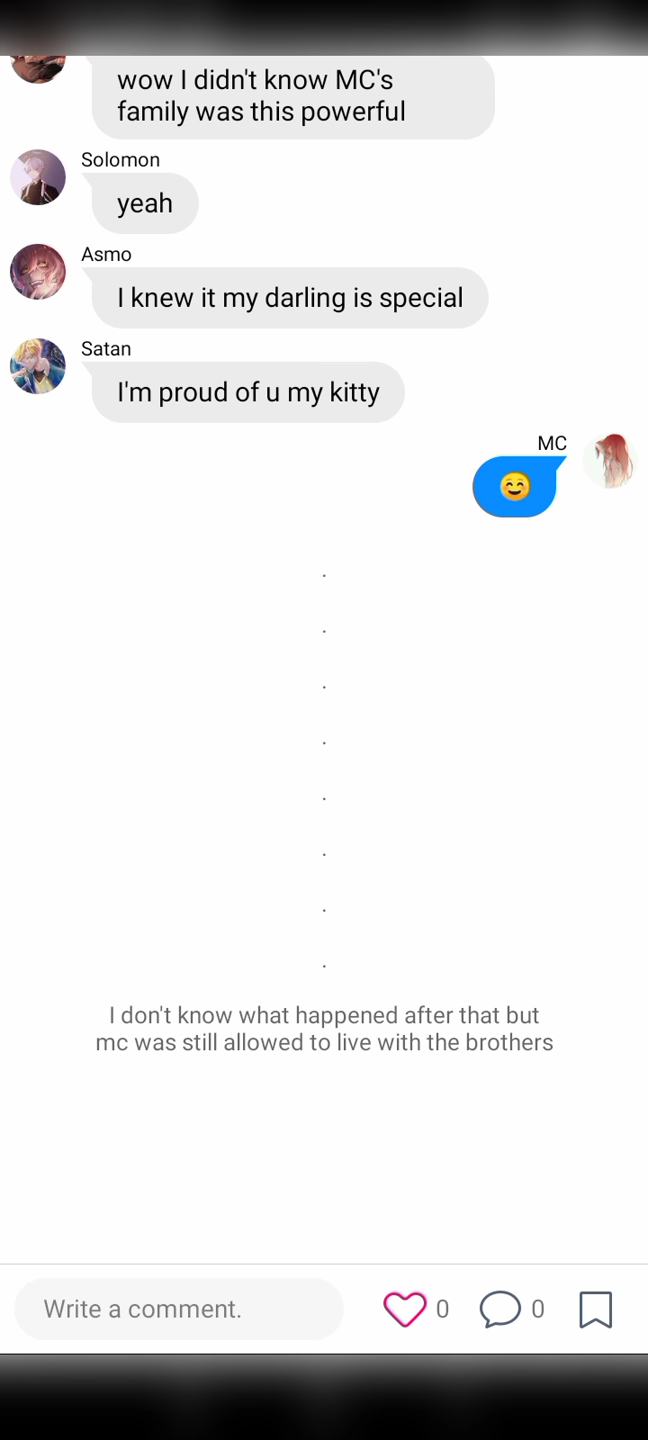 wow I didn't know MC's
family was this powerful
Solomon
yeah
Asmo
I knew it my darling is special
Satan
I'm proud of u my kitty
MC
😊
.
.
.
.
.
.
.
.
I don't know what happened after that but
mc was still allowed to live with the brothers
Write a comment.
0
0